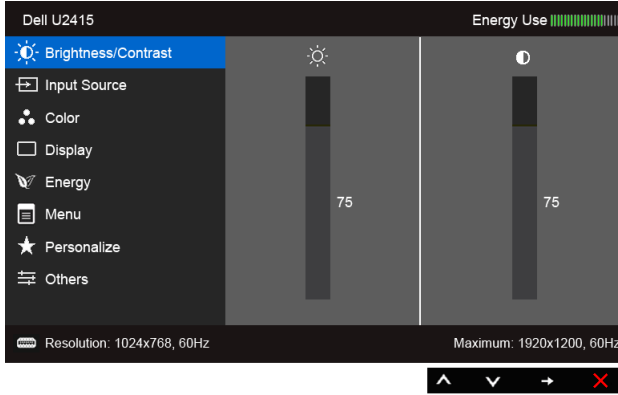 Dell U2415
Energy Use
Brightness/Contrast
Input Source
Color
Display
Energy
Menu
Personalize
Others
75
75
Resolution: 1024x768, 60Hz
Maximum: 1920x1200, 60Hz